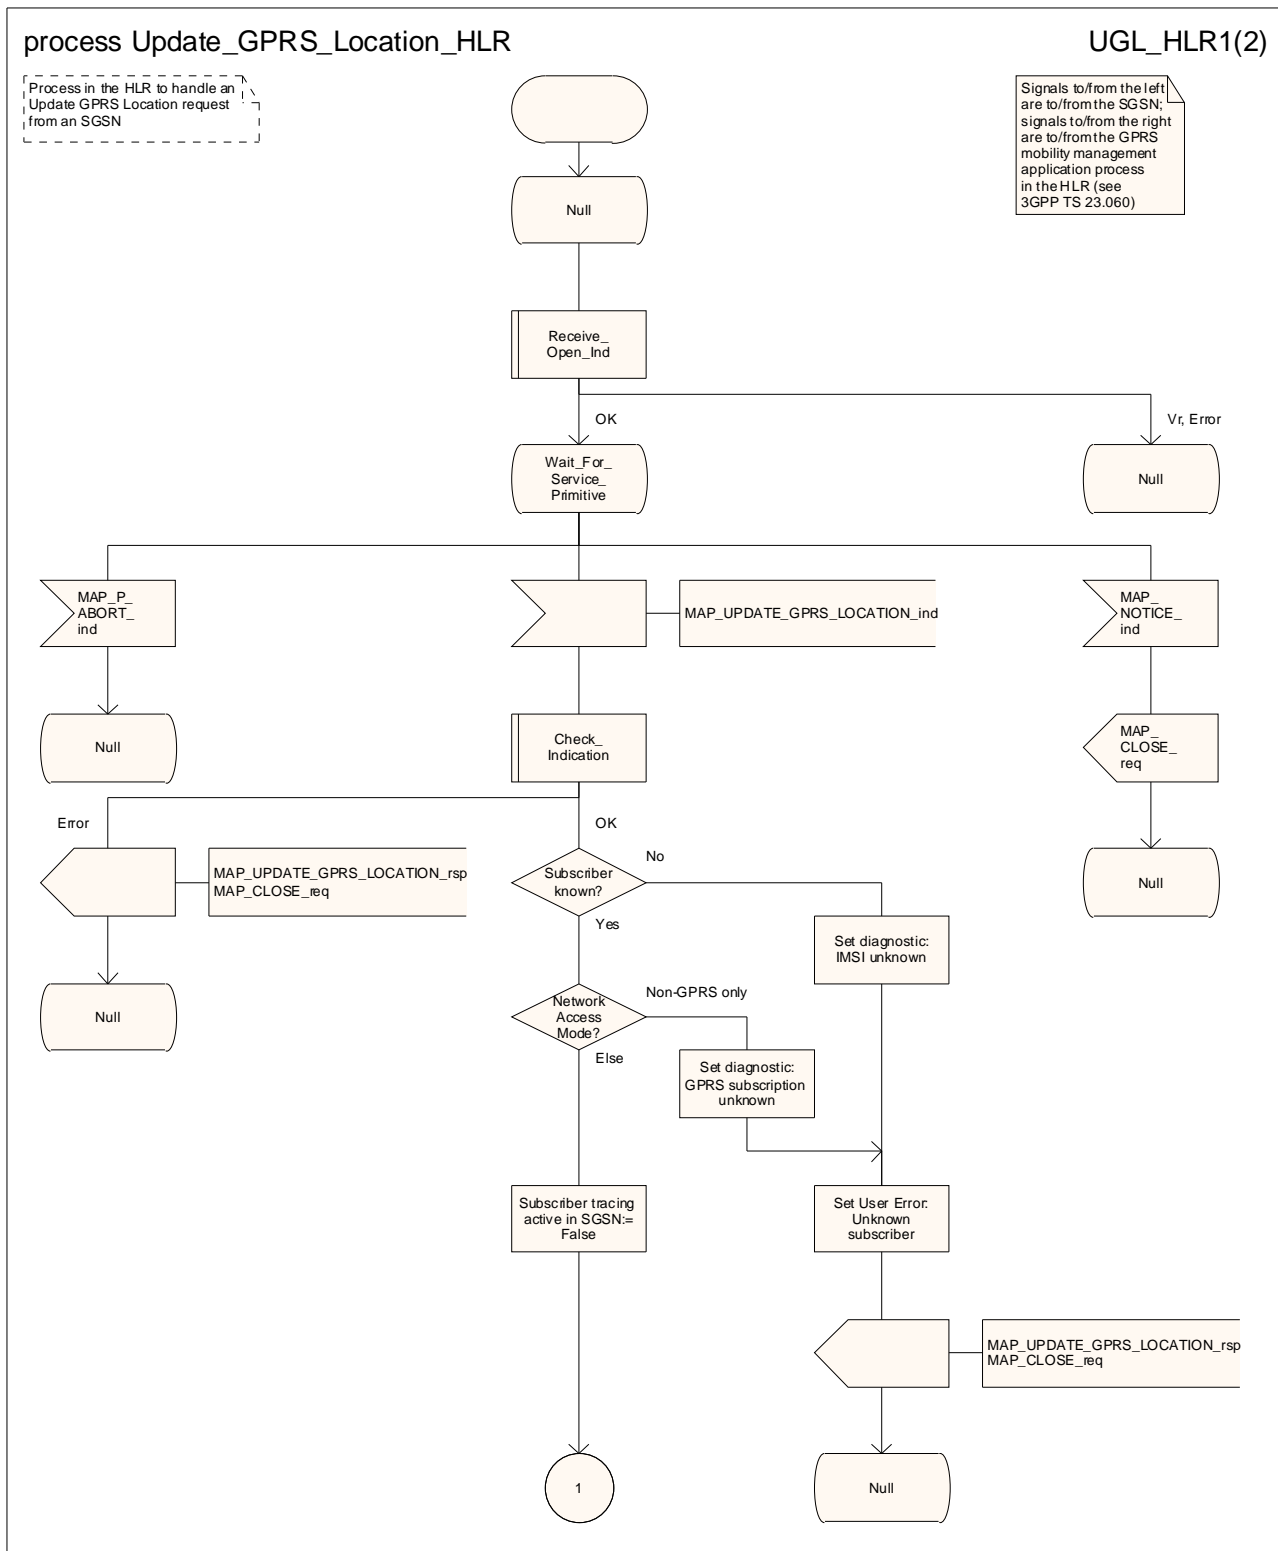 process Update_GPRS_Location_HLR
UGL_HLR1(2)
Process in the HLR to handle an
Update GPRS Location request
from an SGSN
Signals to/from the left
are to/from the SGSN;
signals to/from the right
are to/from the GPRS
mobility management
application process
in the HLR (see
3GPP TS 23.060)
Null
Receive_
Open_Ind
OK
Vr, Error
Wait_For_
Service_
Primitive
Null
MAP_P_
ABORT_
ind
MAP_UPDATE_GPRS_LOCATION_ind
MAP_
NOTICE_
ind
Null
Check_
Indication
MAP_
CLOSE_
req
Error
OK
MAP_UPDATE_GPRS_LOCATION_rsp
MAP_CLOSE_req
Subscriber
known?
No
Yes
Null
Set diagnostic:
IMSI unknown
Null
Network
Access
Mode?
Non-GPRS only
Else
Set diagnostic:
GPRS subscription
unknown
Subscriber tracing
active in SGSN:=
False
Set User Error:
Unknown
subscriber
MAP_UPDATE_GPRS_LOCATION_rsp
MAP_CLOSE_req
1
Null